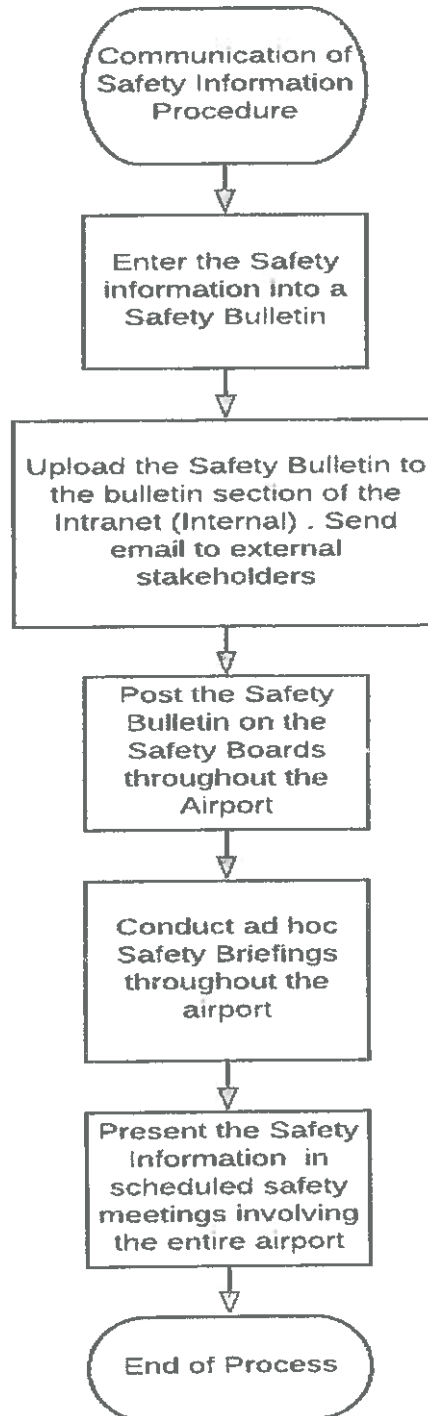 Communication of
Safety Information
Procedure
Enter the Safety
information into a
Safety Bulletin
Upload the Safety Bulletin to
the bulletin section of the
Intranet (Internal) . Send
email to external
stakeholders
Post the Safety
Bulletin on the
Safety Boards
throughout the
Airport
Conduct ad hoc
Safety Briefings
throughout the
airport
Present the Safety
Information in
scheduled safety
meetings involving
the entire airport
End of Process